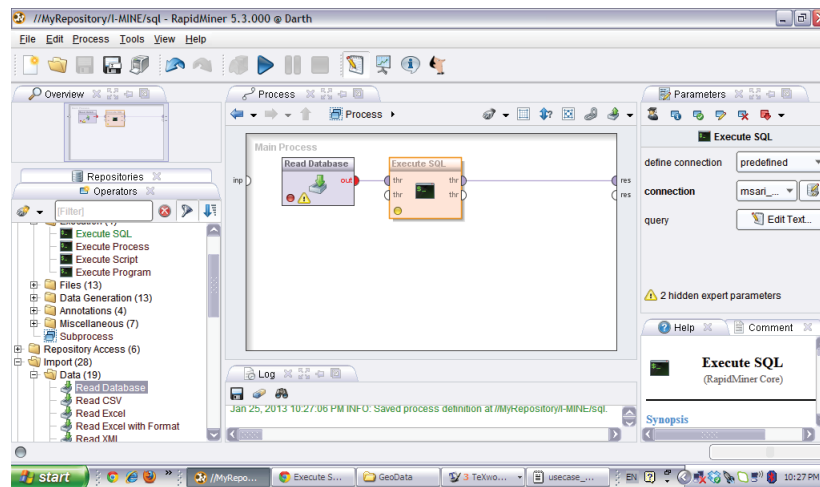 //MyRepository/I-MINE/sql - RapidMiner 5.3.000 @ Darth
File Edit Process Tools View Help
Overview
Process
Parameters
Process
Execute SQL
Main Process
Read Database
Execute SQL
define connection
predefined
inp
out
thr
thr
res
thr
thr
res
connection
msari_...
query
Edit Text...
Repositories
Operators
[Filter]
Execute SQL
Execute Process
Execute Script
Execute Program
Files (13)
Data Generation (13)
Annotations (4)
Miscellaneous (7)
Subprocess
Repository Access (6)
Import (28)
Data (19)
Read Database
Read CSV
Read Excel
Read Excel with Format
Read XML
2 hidden expert parameters
Help
Comment
Execute SQL
(RapidMiner Core)
Synopsis
Log
Jan 25, 2013 10:27:06 PM INFO: Saved process definition at //MyRepository/I-MINE/sql.
start
//MyRepo...
Execute S...
GeoData
3 TeXwo...
usecase_...
EN
10:27 PM